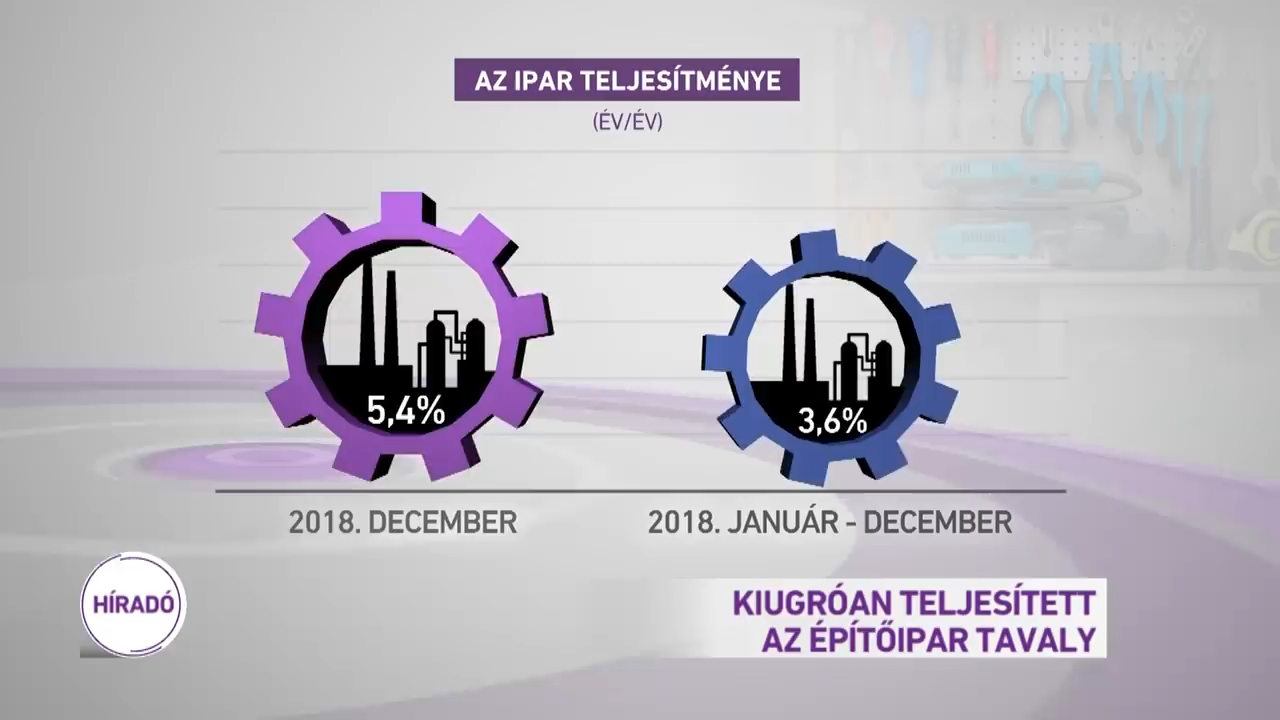 AZ IPAR TELJESÍTMÉNYE
(ÉV/ÉV)
5,4%
3,6%
2018. DECEMBER
2018. JANUÁR - DECEMBER
HÍRADÓ
KIUGRÓAN TELJESÍTETT
AZ ÉPÍTŐIPAR TAVALY